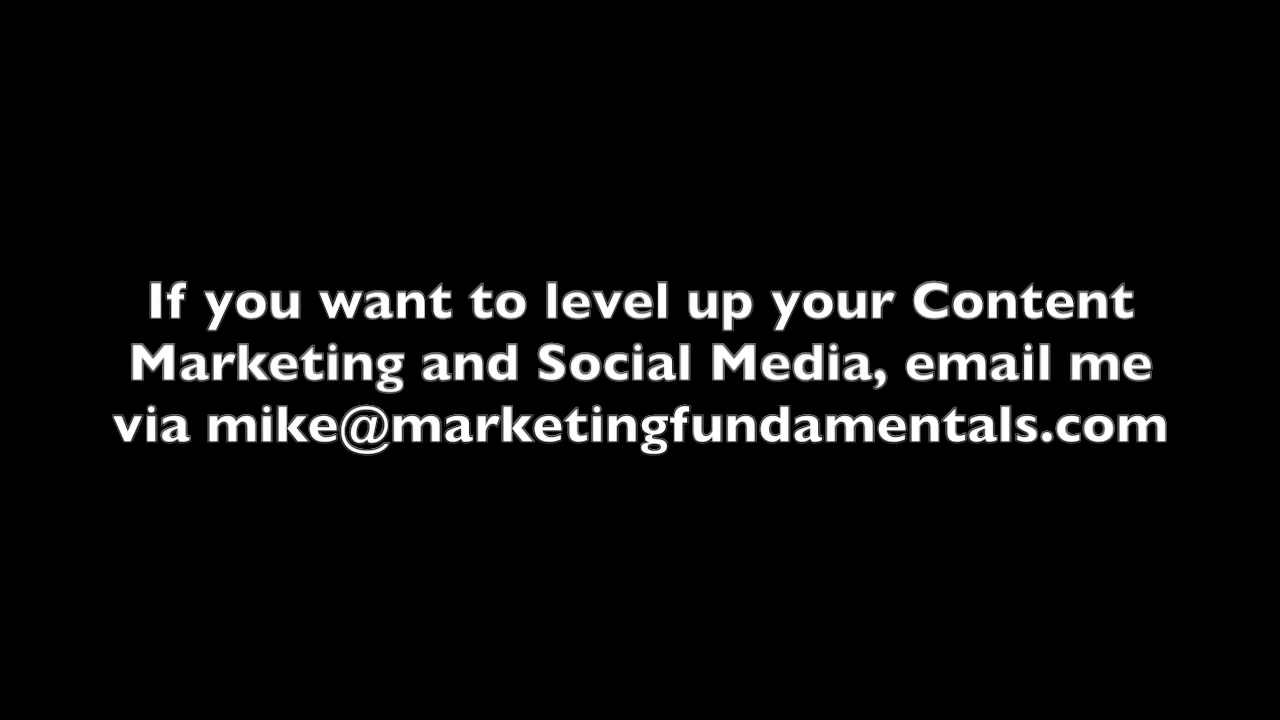 If you want to level up your Content
Marketing and Social Media, email me
via mike@marketingfundamentals.com